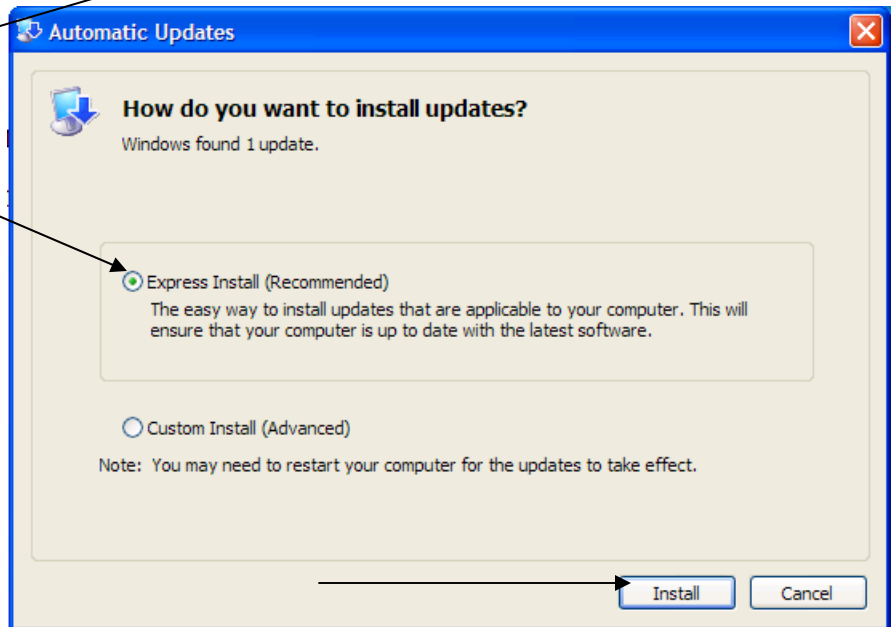 Automatic Updates
How do you want to install updates?
Windows found 1 update.
Express Install (Recommended)
The easy way to install updates that are applicable to your computer. This will
ensure that your computer is up to date with the latest software.
Custom Install (Advanced)
Note: You may need to restart your computer for the updates to take effect.
Install Cancel